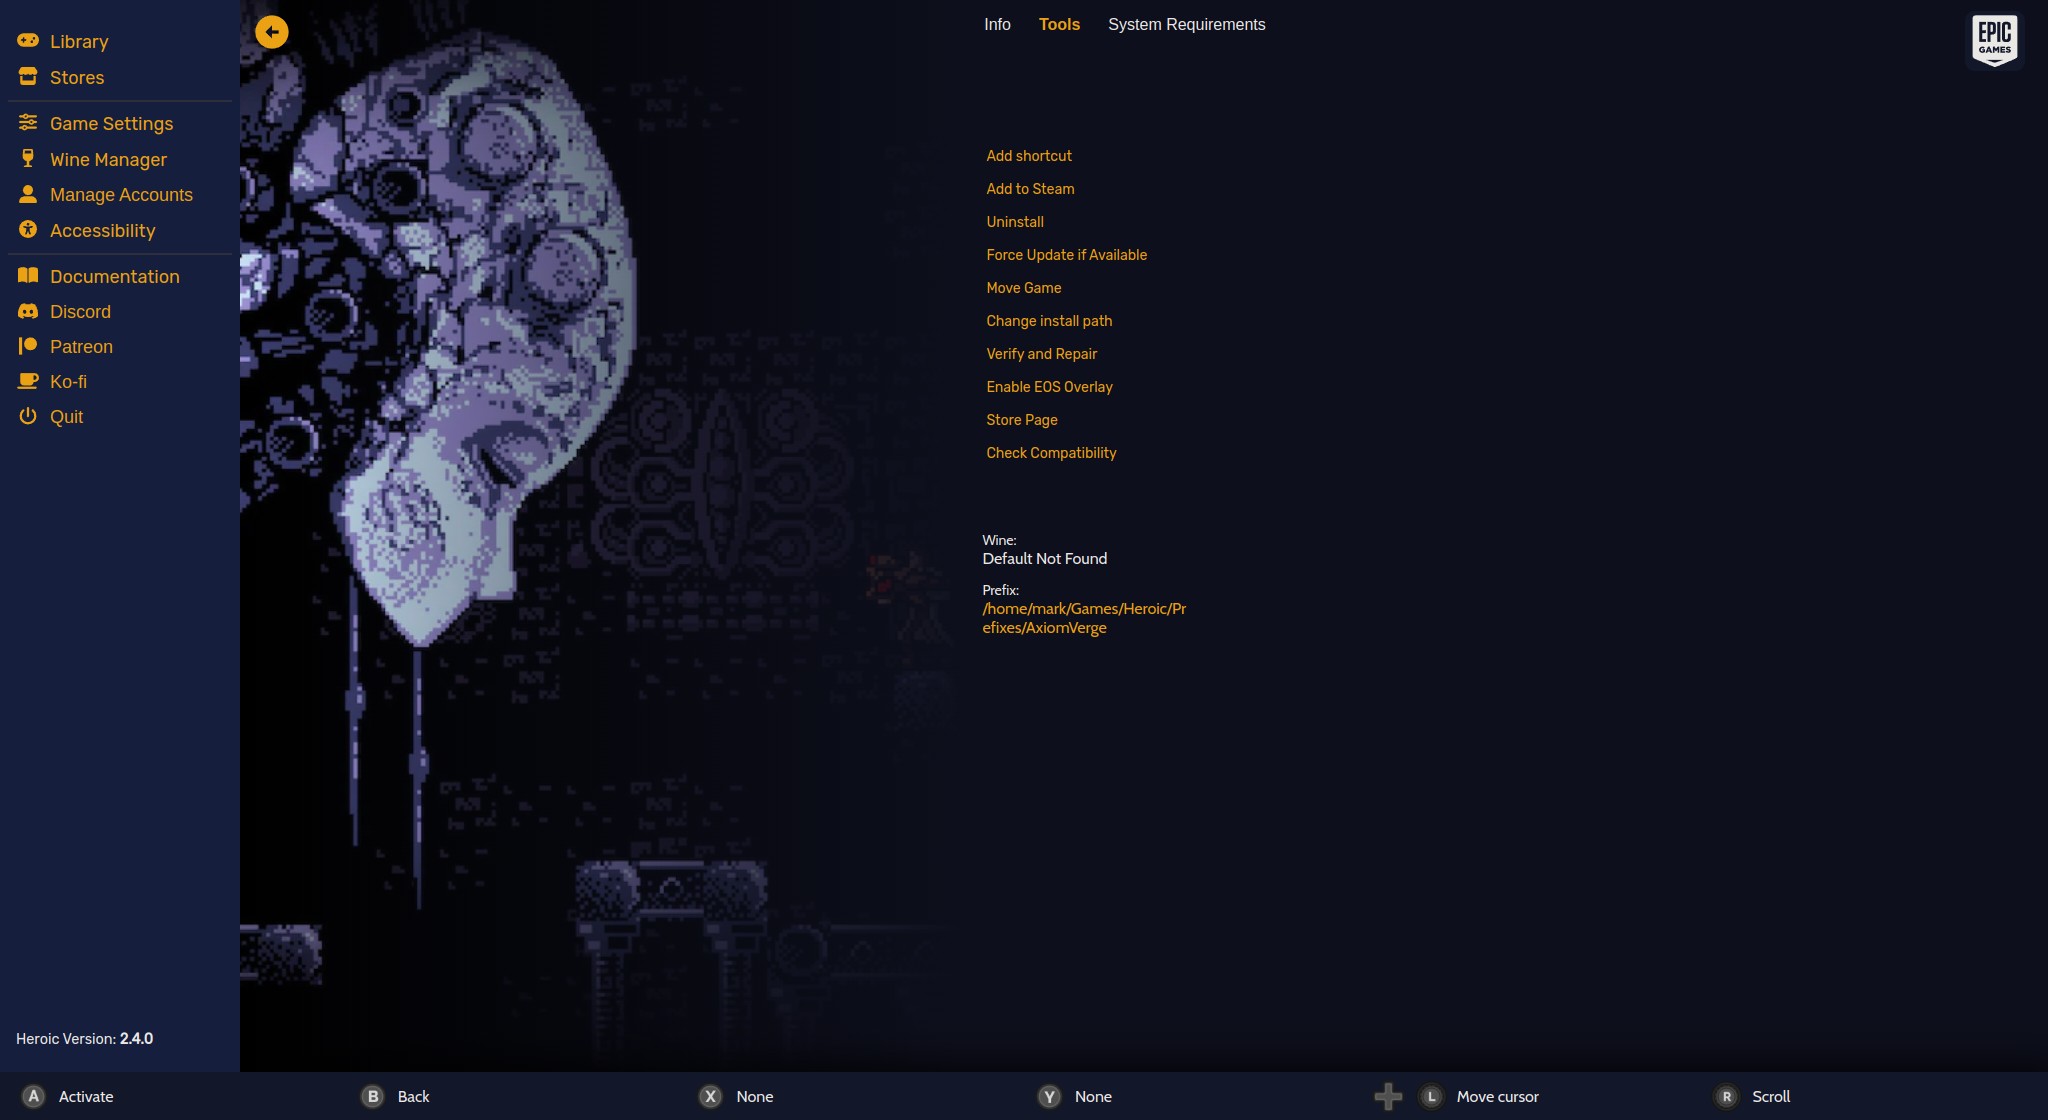 Library
Stores
Game Settings
Wine Manager
Manage Accounts
Accessibility
Documentation
Discord
Patreon
Ko-fi
Quit
Heroic Version: 2.4.0
Info Tools System Requirements
EPIC
GAMES
Add shortcut
Add to Steam
Uninstall
Force Update if Available
Move Game
Change install path
Verify and Repair
Enable EOS Overlay
Store Page
Check Compatibility
Wine:
Default Not Found
Prefix:
/home/mark/Games/Heroic/Pr
efixes/AxiomVerge
A Activate B Back X None Y None L Move cursor R Scroll